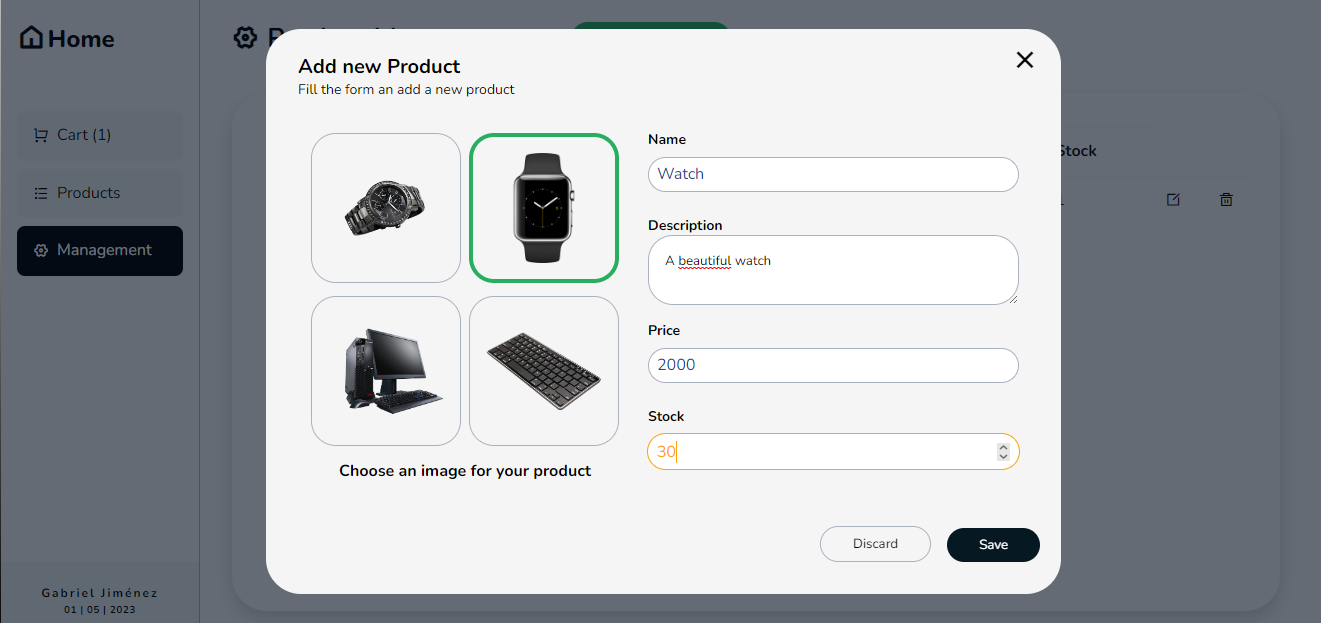 Home
Cart (1)
Products
Management
Gabriel Jiménez
01 | 05 | 2023
Add new Product
Fill the form an add a new product
Choose an image for your product
Name
Watch
Description
A beautiful watch
Price
2000
Stock
30
Discard
Save
Stock